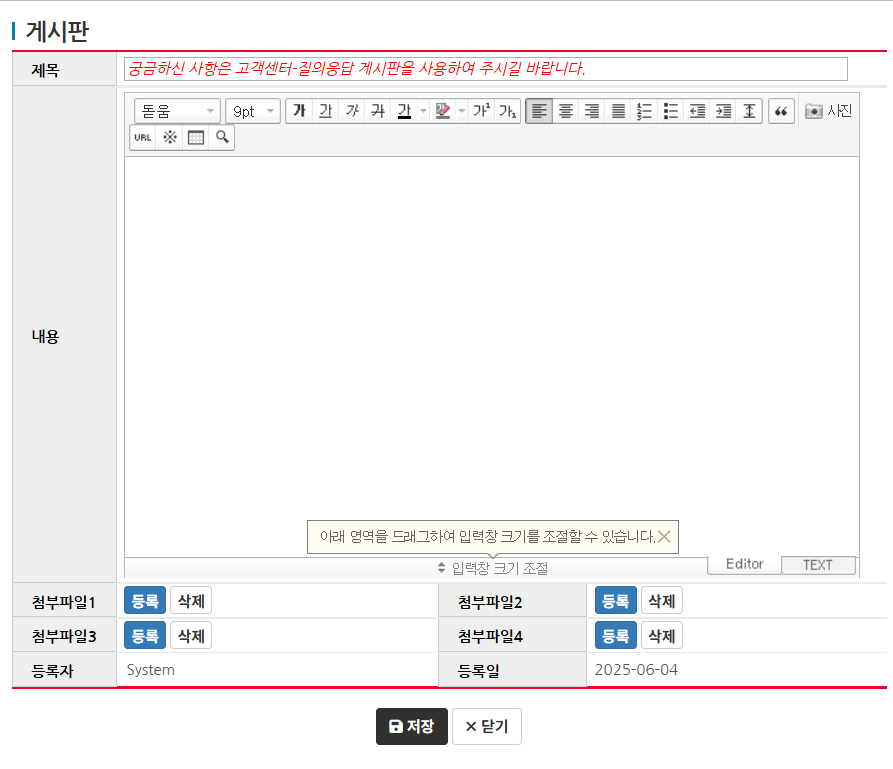 게시판
제목 궁금하신 사항은 고객센터-질의응답 게시판을 사용하여 주시길 바랍니다.
돋움 9pt 가 가 가 가 가 가1 가1 사진
URL
내용
아래 영역을 드래그하여 입력창 크기를 조절할 수 있습니다.
입력창 크기 조절 Editor TEXT
첨부파일1 등록 삭제 첨부파일2 등록 삭제
첨부파일3 등록 삭제 첨부파일4 등록 삭제
등록자 System 등록일 2025-06-04
저장 닫기